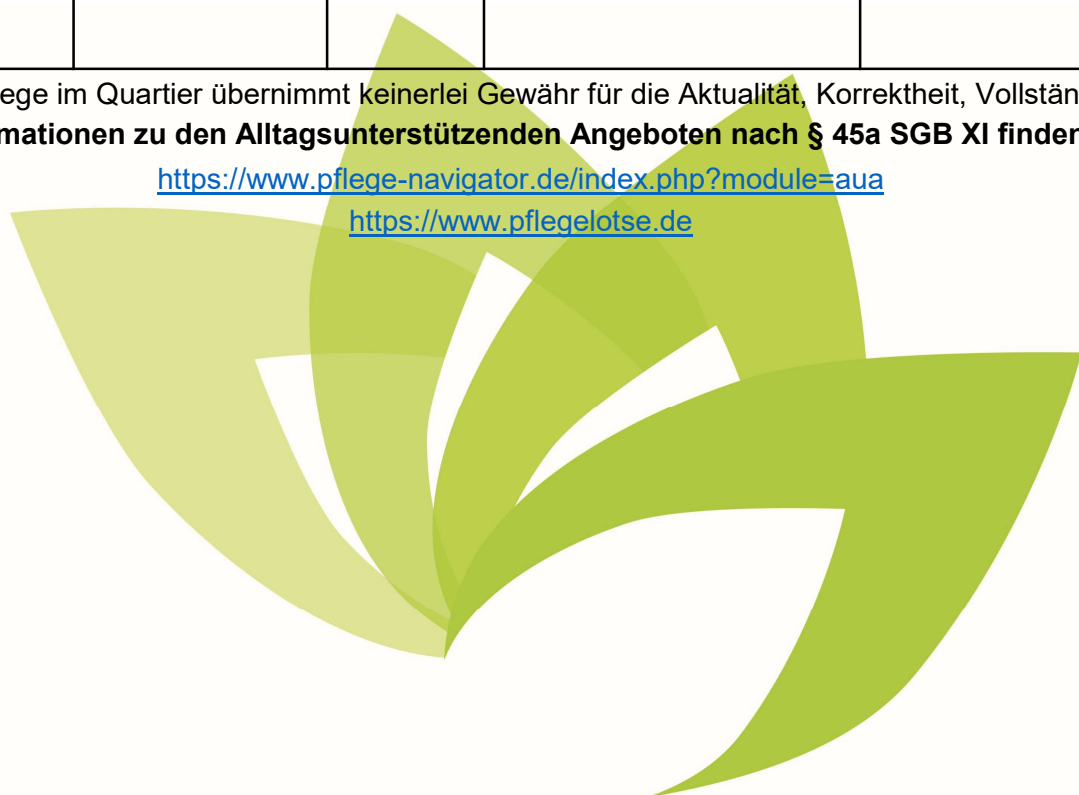 ege im Quartier übernimmt keinerlei Gewähr für die Aktualität, Korrektheit, Vollstän
mationen zu den Alltagsunterstützenden Angeboten nach § 45a SGB XI finden
https://www.pflege-navigator.de/index.php?module=aua
https://www.pflegelotse.de